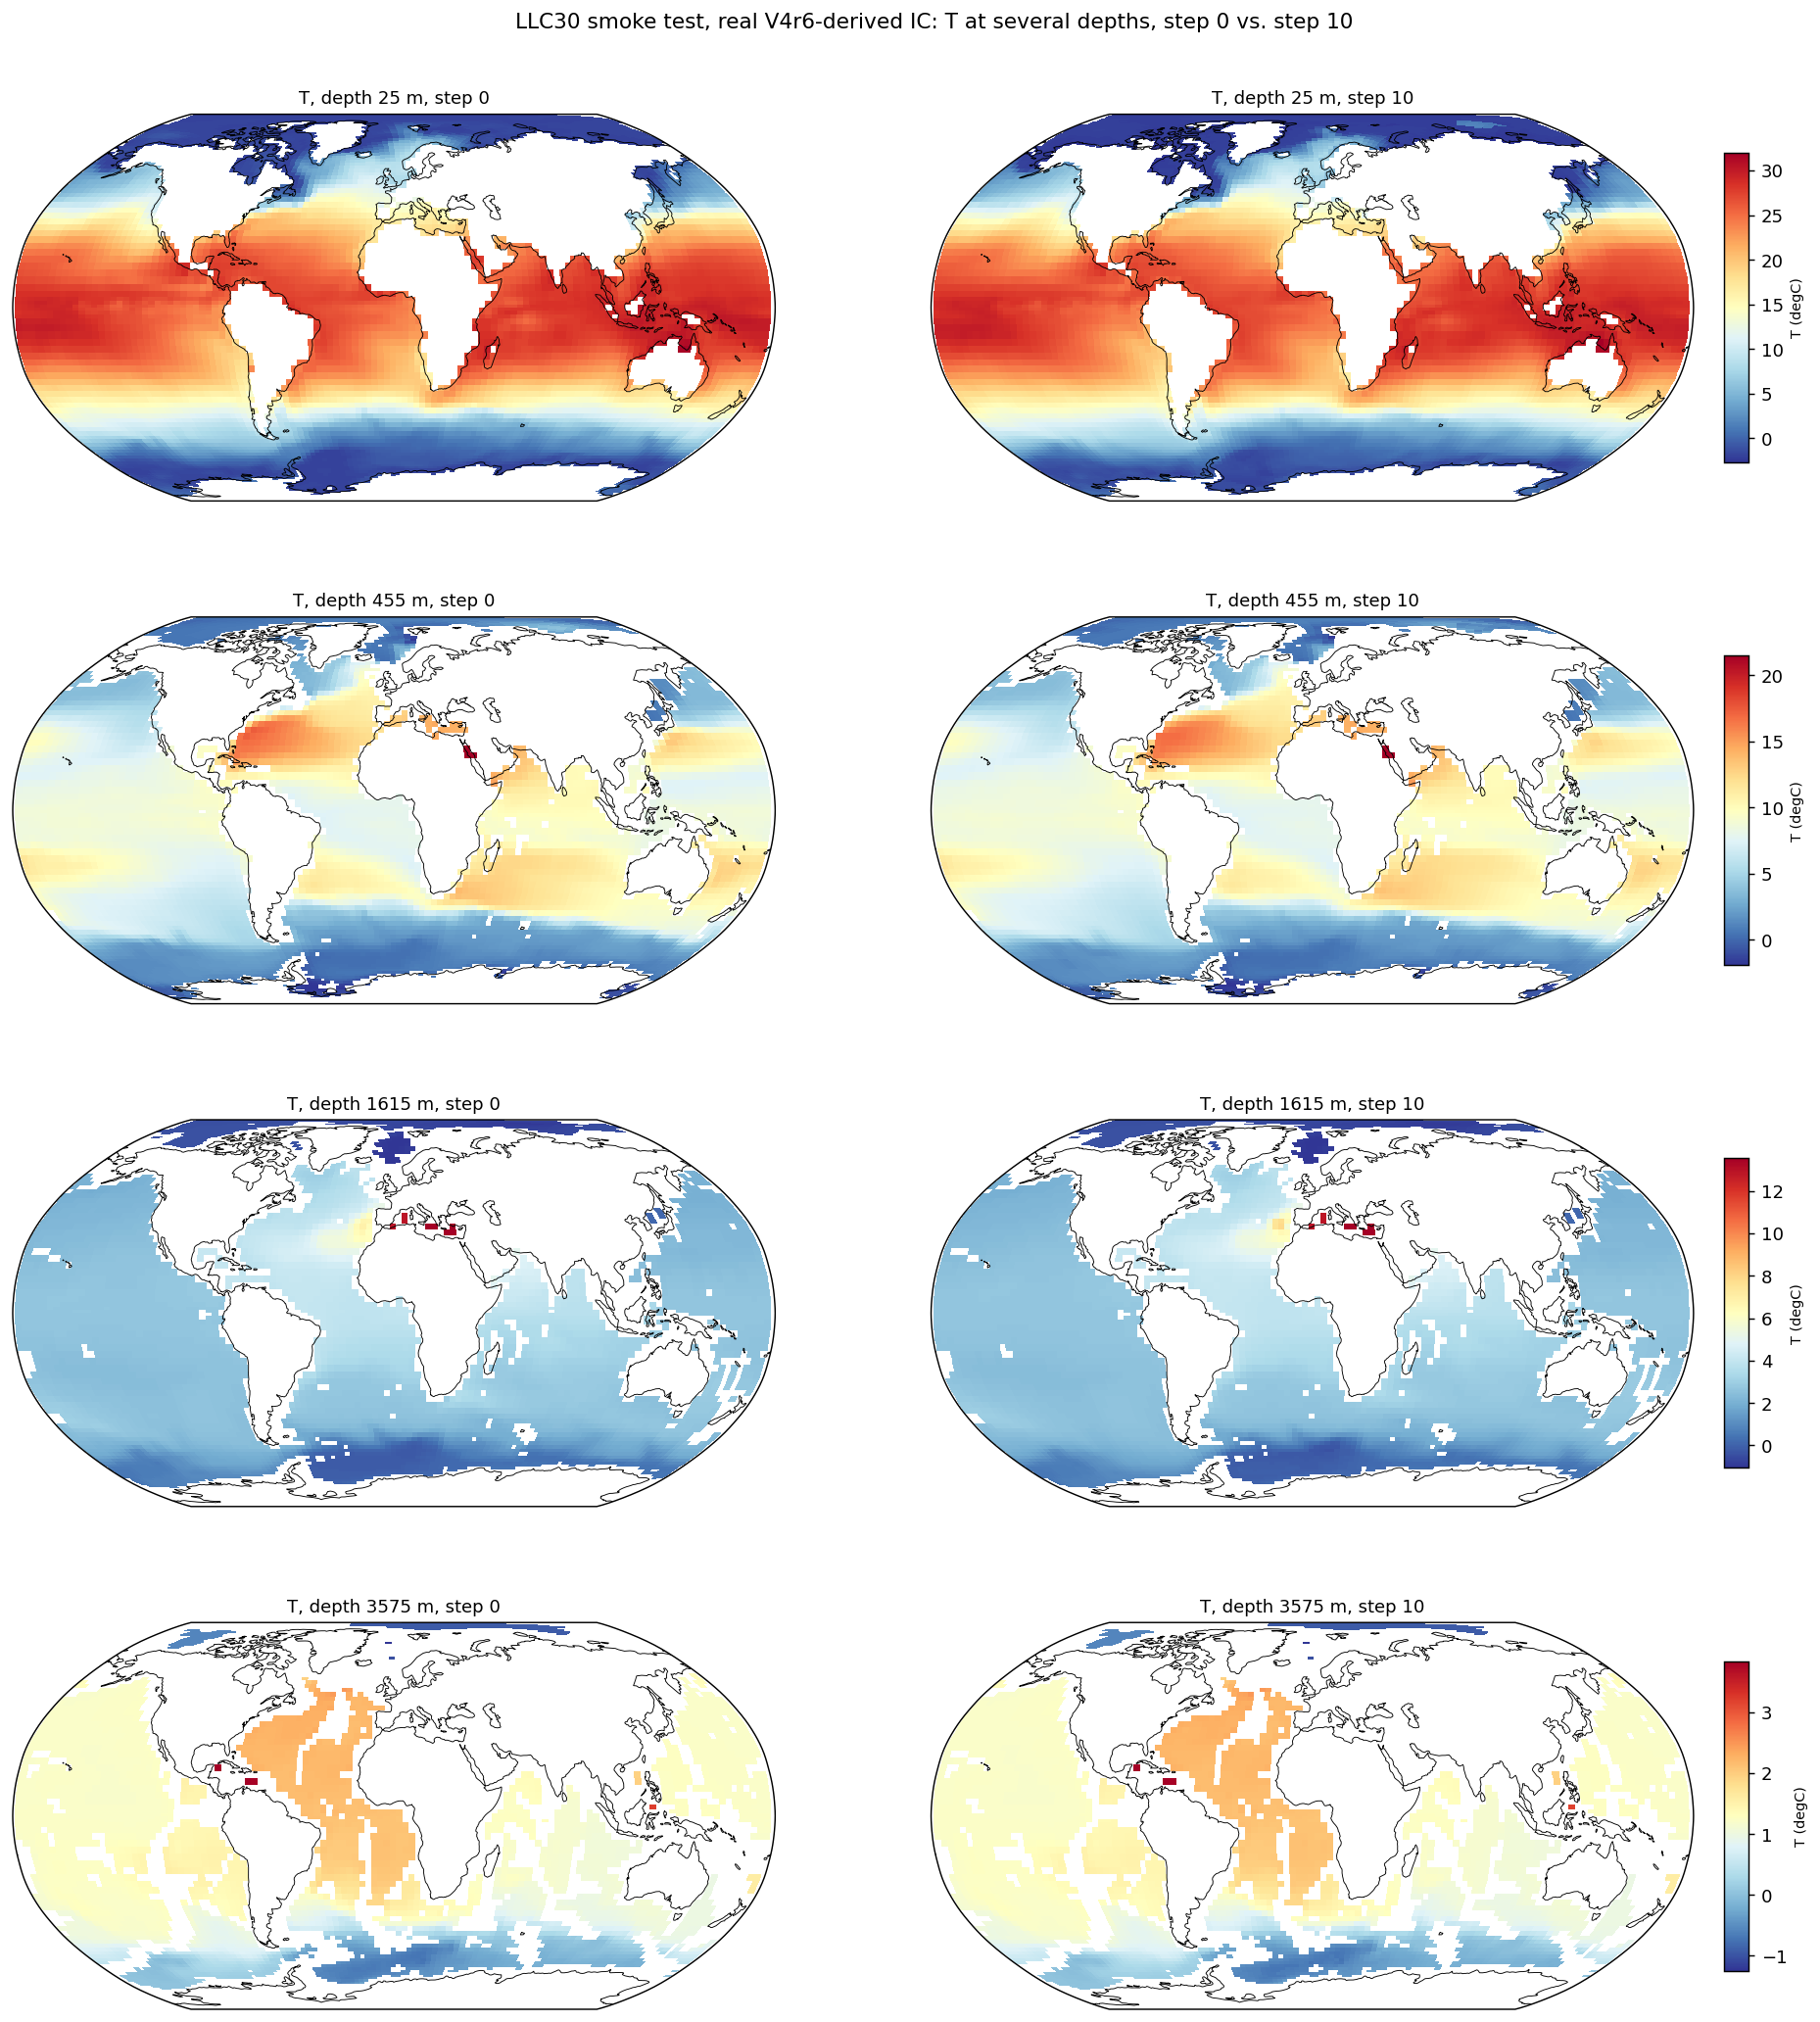 LLC30 smoke test, real V4r6-derived IC: T at several depths, step 0 vs. step 10
T, depth 25 m, step 0
T, depth 25 m, step 10
30
25
20
15
10
5
0
T (degC)
T, depth 455 m, step 0
T, depth 455 m, step 10
20
15
10
5
0
T (degC)
T, depth 1615 m, step 0
T, depth 1615 m, step 10
12
10
8
6
4
2
0
T (degC)
T, depth 3575 m, step 0
T, depth 3575 m, step 10
3
2
1
0
−1
T (degC)